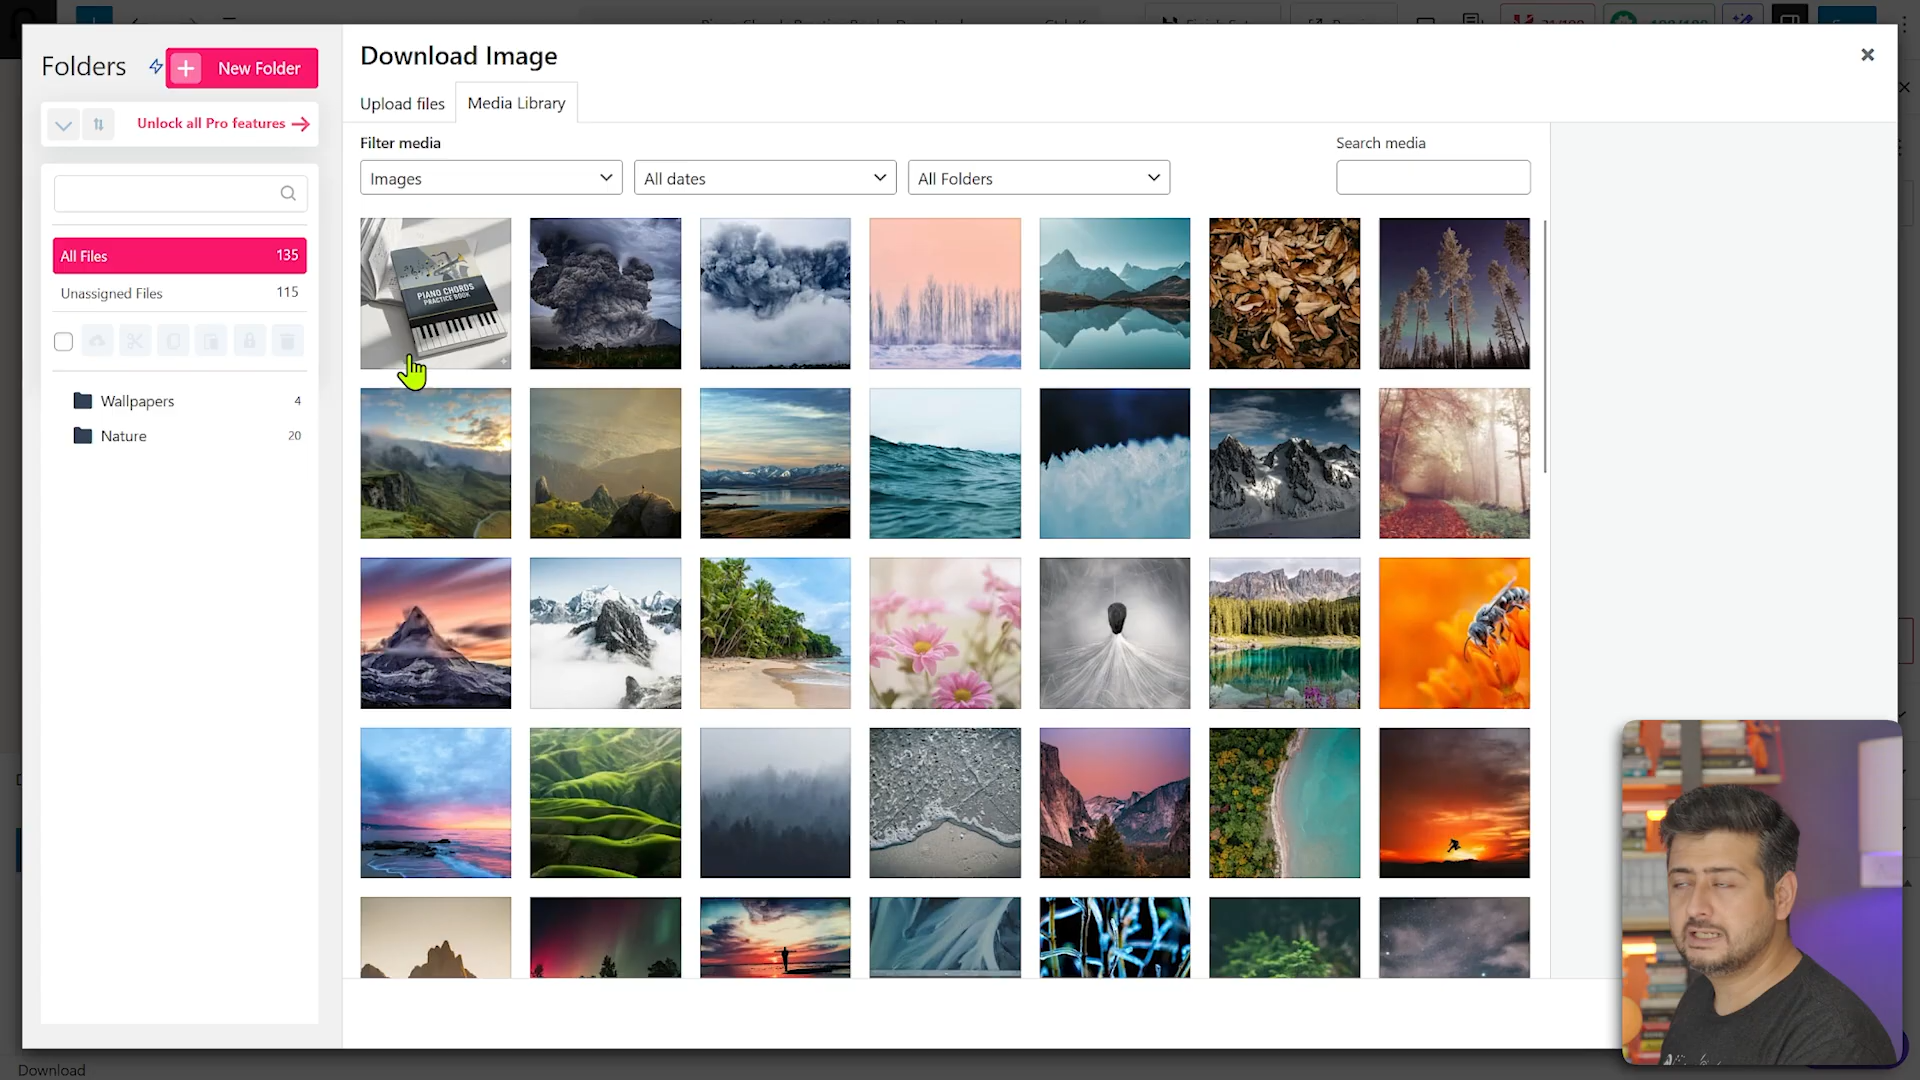 Folders
New Folder
Unlock all Pro features
All Files 135
Unassigned Files 115
Wallpapers 4
Nature 20
Download Image
Upload files
Media Library
Filter media
Images
All dates
All Folders
Search media
PIANO CHORDS
PRACTICE BOOK
Download